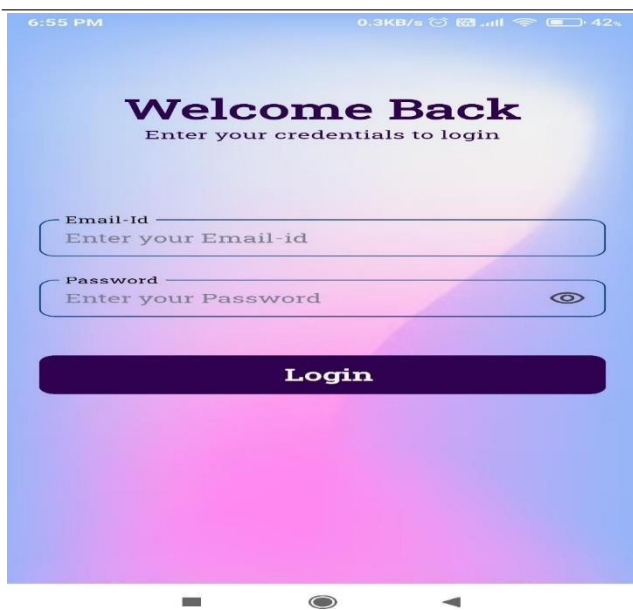 6:55 PM 0.3KB/s 42%
Welcome Back
Enter your credentials to login
Email-Id
Enter your Email-id
Password
Enter your Password
Login